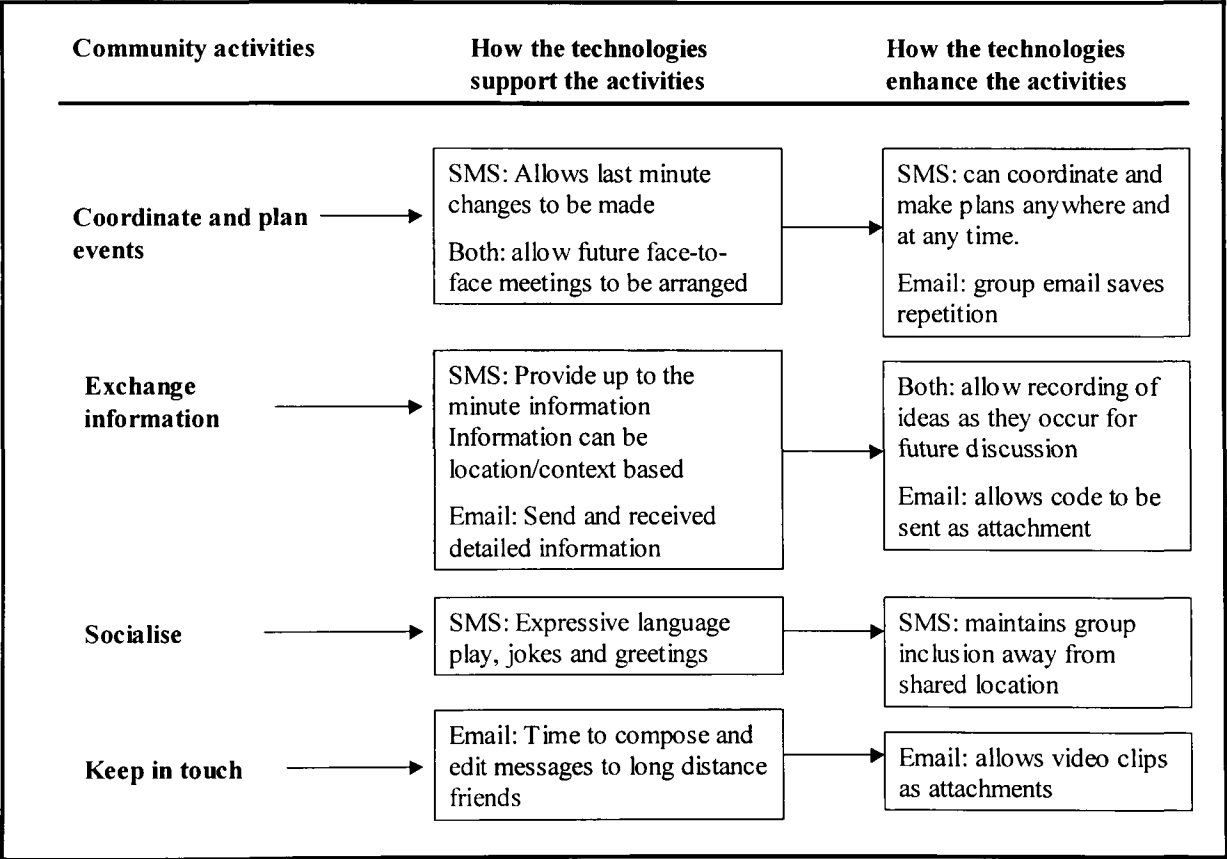 Community activities
How the technologies
support the activities
How the technologies
enhance the activities
Coordinate and plan
events
SMS: Allows last minute
changes to be made
Both: allow future face-to-
face meetings to be arranged
SMS: can coordinate and
make plans anywhere and
at any time.
Email: group email saves
repetition
Exchange
information
SMS: Provide up to the
minute information
Information can be
location/context based
Email: Send and received
detailed information
Both: allow recording of
ideas as they occur for
future discussion
Email: allows code to be
sent as attachment
Socialise
SMS: Expressive language
play, jokes and greetings
SMS: maintains group
inclusion away from
shared location
Keep in touch
Email: Time to compose and
edit messages to long distance
friends
Email: allows video clips
as attachments